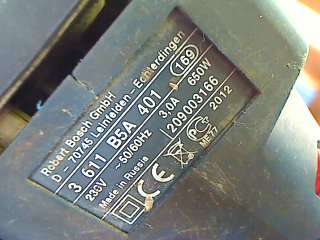 Robert Bosch GmbH
D - 70745 Leinfelden - Echterdingen
3 611 B5A 401 (169)
230V ~50/60Hz 3.0A 650W
209003166
Made in Russia 2012
CE
ME77